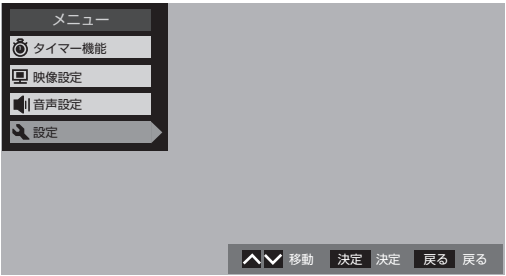 メニュー
タイマー機能
映像設定
音声設定
設定
移動 決定 決定 戻る 戻る